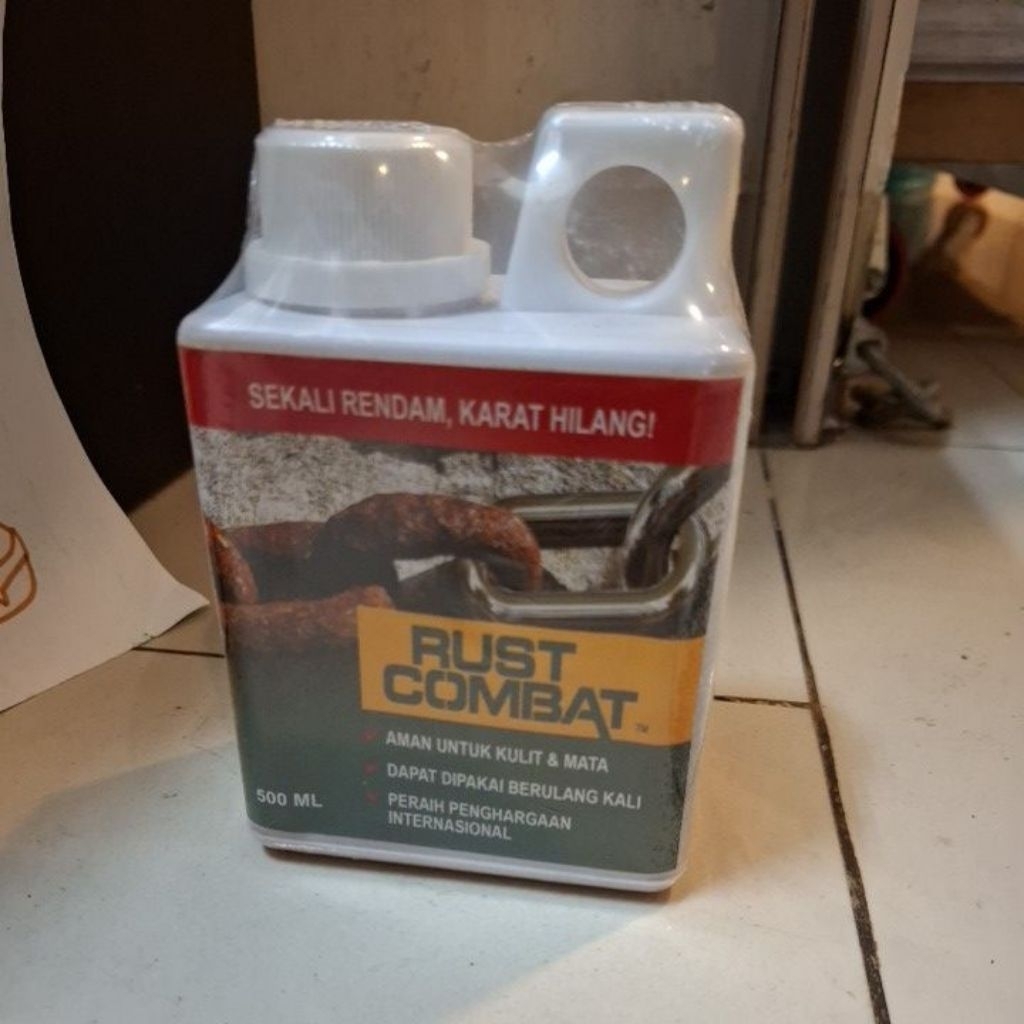 SEKALI RENDAM, KARAT HILANG!
RUST
COMBAT
TM
AMAN UNTUK KULIT & MATA
DAPAT DIPAKAI BERULANG KALI
PERAIH PENGHARGAAN
INTERNASIONAL
500 ML